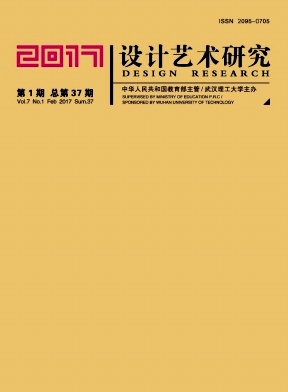 ISSN 2095-0705
2017
设计艺术研究
DESIGN RESEARCH
第1期 总第37期
Vol.7 No.1 Feb 2017 Sum.37
中华人民共和国教育部主管/武汉理工大学主办
SUPERVISED BY MINISTRY OF EDUCATION P.R.C/
SPONSORED BY WUHAN UNIVERSITY OF TECHNOLOGY